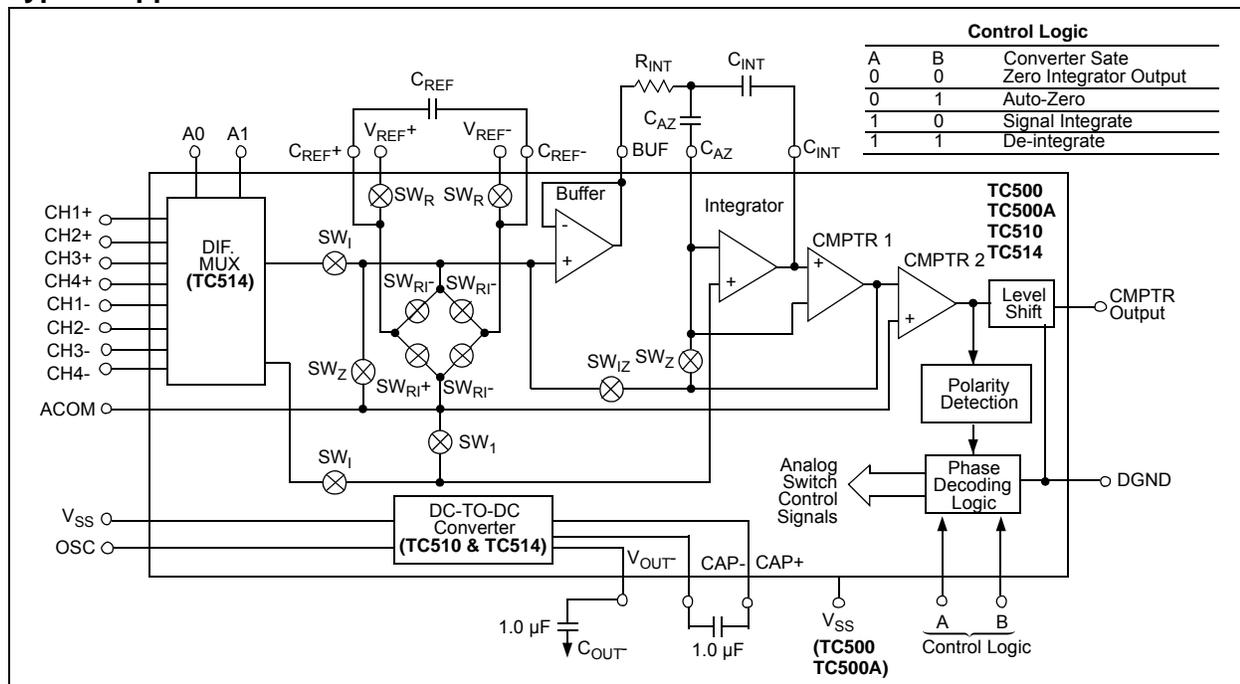 Control Logic
A B Converter Sate
0 0 Zero Integrator Output
0 1 Auto-Zero
1 0 Signal Integrate
1 1 De-integrate
RINT
CINT
CREF
CAZ
A0 A1
VREF+ VREF-
CREF+ CREF- BUF CAZ CINT
SWR SWR
Buffer
-
+
Integrator
+
CMPTR 1
+
CMPTR 2
+
TC500
TC500A
TC510
TC514
CH1+
CH2+
CH3+
CH4+
CH1-
CH2-
CH3-
CH4-
DIF.
MUX
(TC514)
SWI
SWRI- SWRI-
SWZ
SWRI+ SWRI-
SWIZ SWZ
Level
Shift
CMPTR
Output
Polarity
Detection
ACOM
SW1
SWI
Analog
Switch
Control
Signals
Phase
Decoding
Logic
DGND
VSS
OSC
DC-TO-DC
Converter
(TC510 & TC514)
VOUT- CAP- CAP+
1.0 µF
COUT-
1.0 µF
VSS
(TC500
TC500A)
A B
Control Logic